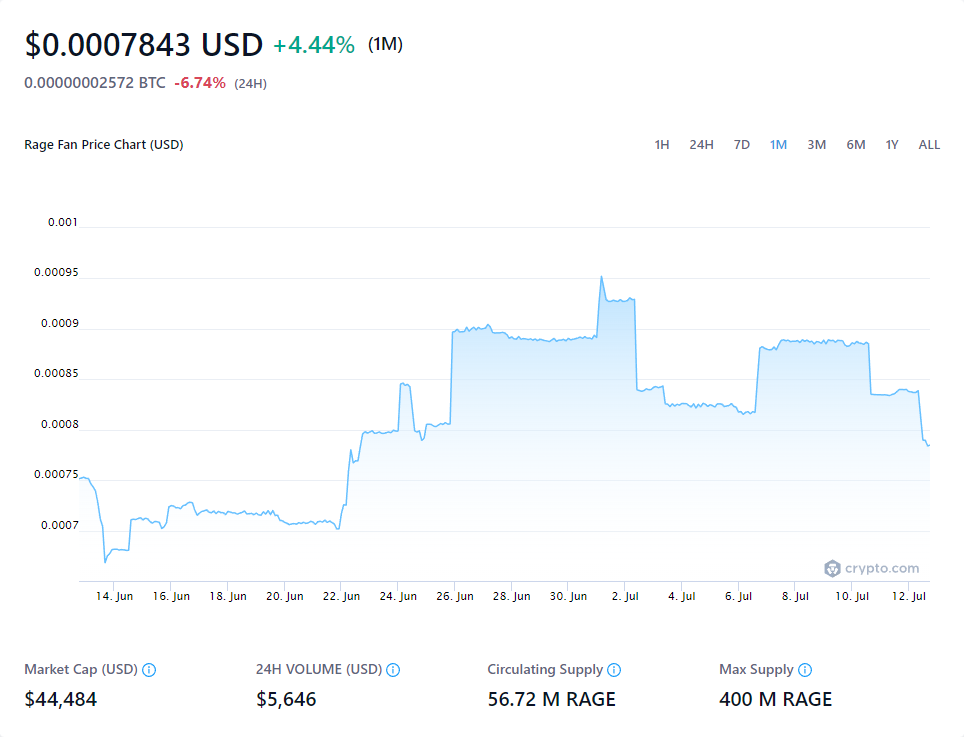 $0.0007843 USD +4.44% (1M)
0.00000002572 BTC -6.74% (24H)
Rage Fan Price Chart (USD) 1H 24H 7D 1M 3M 6M 1Y ALL
0.001
0.00095
0.0009
0.00085
0.0008
0.00075
0.0007
crypto.com
14. Jun 16. Jun 18. Jun 20. Jun 22. Jun 24. Jun 26. Jun 28. Jun 30. Jun 2. Jul 4. Jul 6. Jul 8. Jul 10. Jul 12. Jul
Market Cap (USD) 24H VOLUME (USD) Circulating Supply Max Supply
$44,484 $5,646 56.72 M RAGE 400 M RAGE